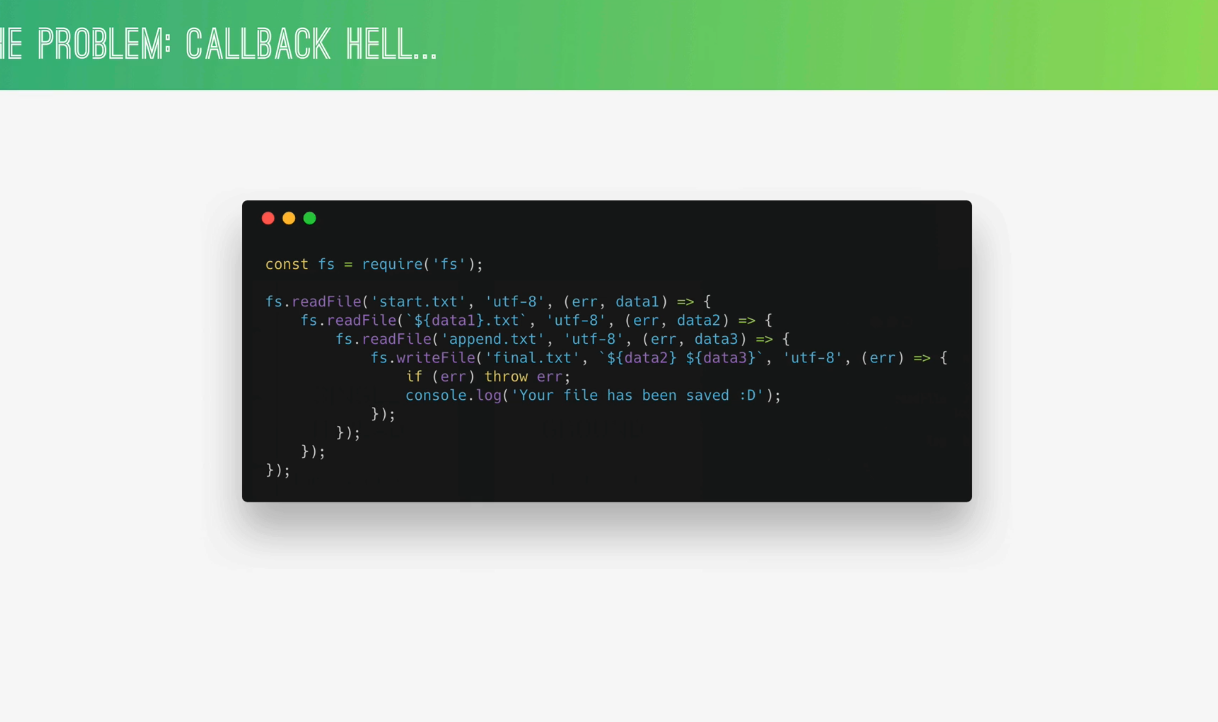 PROBLEM: CALLBACK HELL...
const fs = require('fs');
fs.readFile('start.txt', 'utf-8', (err, data1) => {
    fs.readFile(`${data1}.txt`, 'utf-8', (err, data2) => {
        fs.readFile('append.txt', 'utf-8', (err, data3) => {
            fs.writeFile('final.txt', `${data2} ${data3}`, 'utf-8', (err) => {
                if (err) throw err;
                console.log('Your file has been saved :D');
            });
        });
    });
});